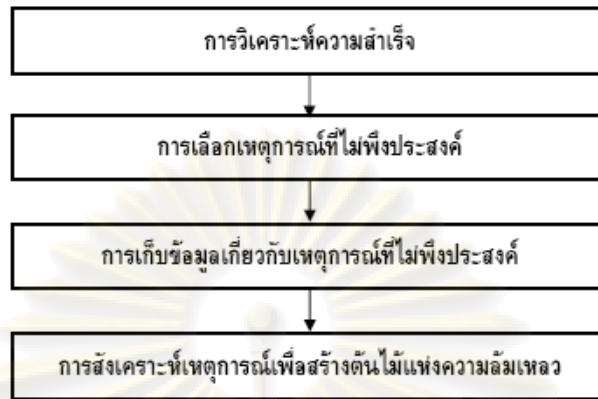 การวิเคราะห์ความสำเร็จ
การเลือกเหตุการณ์ที่ไม่พึงประสงค์
การเก็บข้อมูลเกี่ยวกับเหตุการณ์ที่ไม่พึงประสงค์
การสังเคราะห์เหตุการณ์เพื่อสร้างต้นไม้แห่งความล้มเหลว